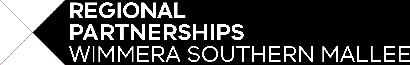 REGIONAL
PARTNERSHIPS
WIMMERA SOUTHERN MALLEE